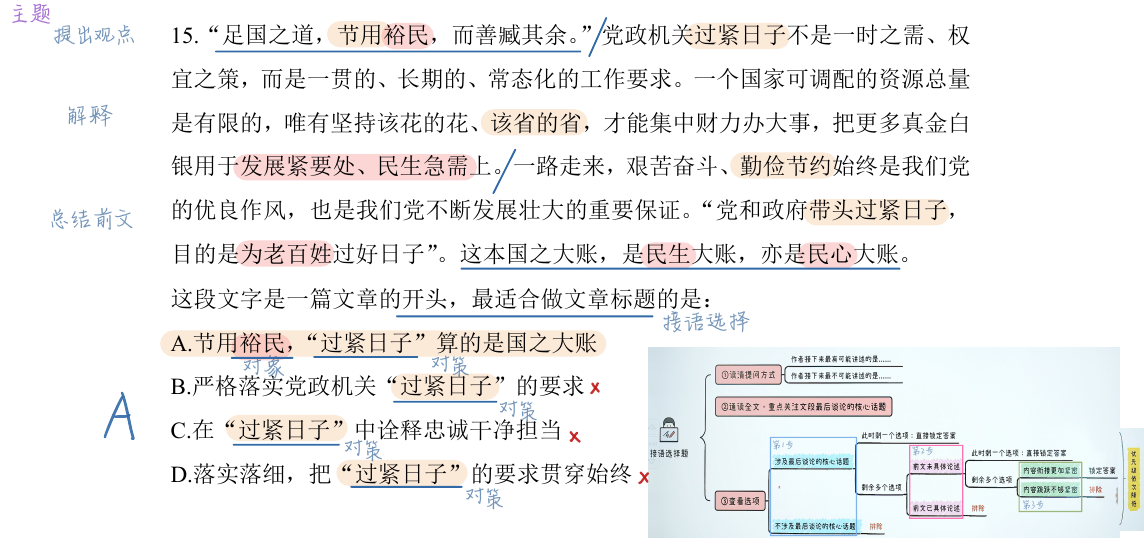 主题
提出观点
15.“足国之道，节用裕民，而善臧其余。”党政机关过紧日子不是一时之需、权
宜之策，而是一贯的、长期的、常态化的工作要求。一个国家可调配的资源总量
解释
是有限的，唯有坚持该花的花、该省的省，才能集中财力办大事，把更多真金白
银用于发展紧要处、民生急需上。一路走来，艰苦奋斗、勤俭节约始终是我们党
总结前文
的优良作风，也是我们党不断发展壮大的重要保证。“党和政府带头过紧日子，
目的是为老百姓过好日子”。这本国之大账，是民生大账，亦是民心大账。
这段文字是一篇文章的开头，最适合做文章标题的是：
接语选择
A.节用裕民，“过紧日子”算的是国之大账
对象
对策
B.严格落实党政机关“过紧日子”的要求 x
对策
A
C.在“过紧日子”中诠释忠诚干净担当 x
对策
D.落实落细，把“过紧日子”的要求贯穿始终 x
对策
接语选择题
①读清提问方式
作者接下来最有可能讲述的是……
作者接下来最不可能讲述的是……
②通读全文·重点关注文段最后谈论的核心话题
③查看选项
第1步
涉及最后谈论的核心话题
不涉及最后谈论的核心话题
排除
此时剩一个选项：直接锁定答案
剩余多个选项
第2步
前文未具体论述
前文已具体论述
排除
此时剩一个选项：直接锁定答案
剩余多个选项
内容衔接更加紧密
锁定答案
内容跳跃不够紧密
排除
第3步